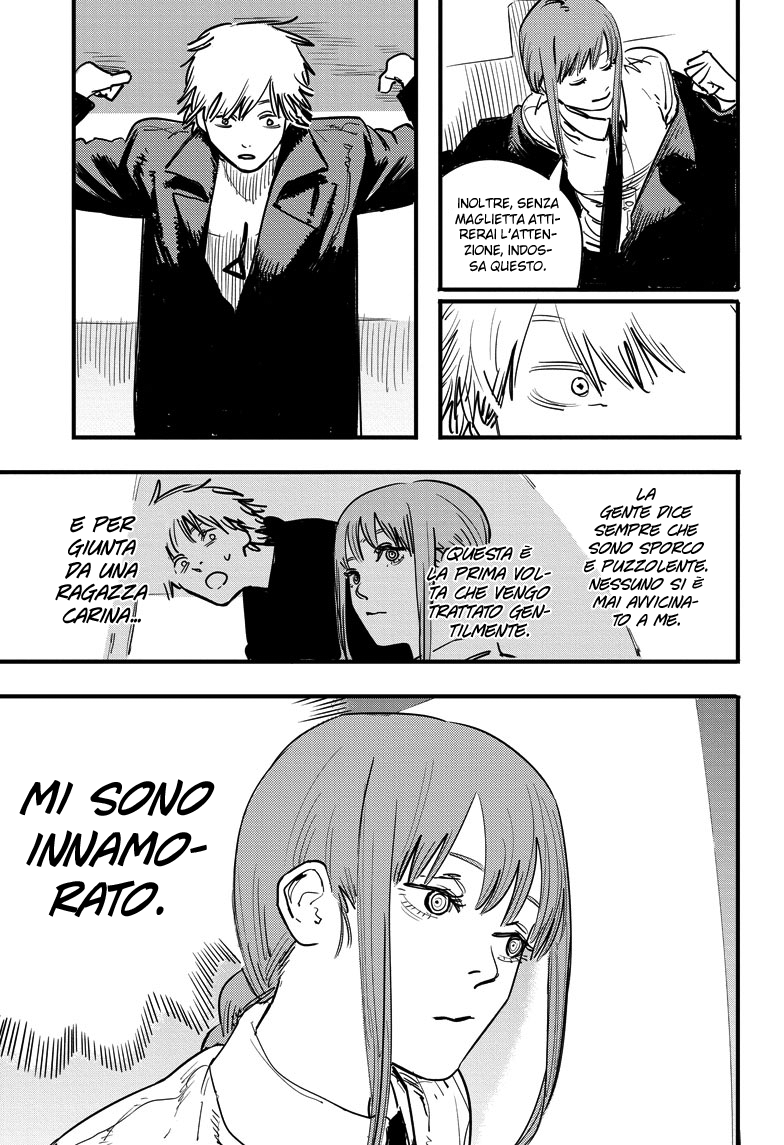 INOLTRE, SENZA
MAGLIETTA ATTI-
RERAI L'ATTEN-
ZIONE, INDOS-
SA QUESTO.
LA
GENTE DICE
SEMPRE CHE
SONO SPORCO
E PUZZOLENTE.
NESSUNO SI È
MAI AVVICINA-
TO A ME.
QUESTA È
LA PRIMA VOL-
TA CHE VENGO
TRATTATO GEN-
TILMENTE.
E PER
GIUNTA
DA UNA
RAGAZZA
CARINA...
MI SONO
INNAMO-
RATO.